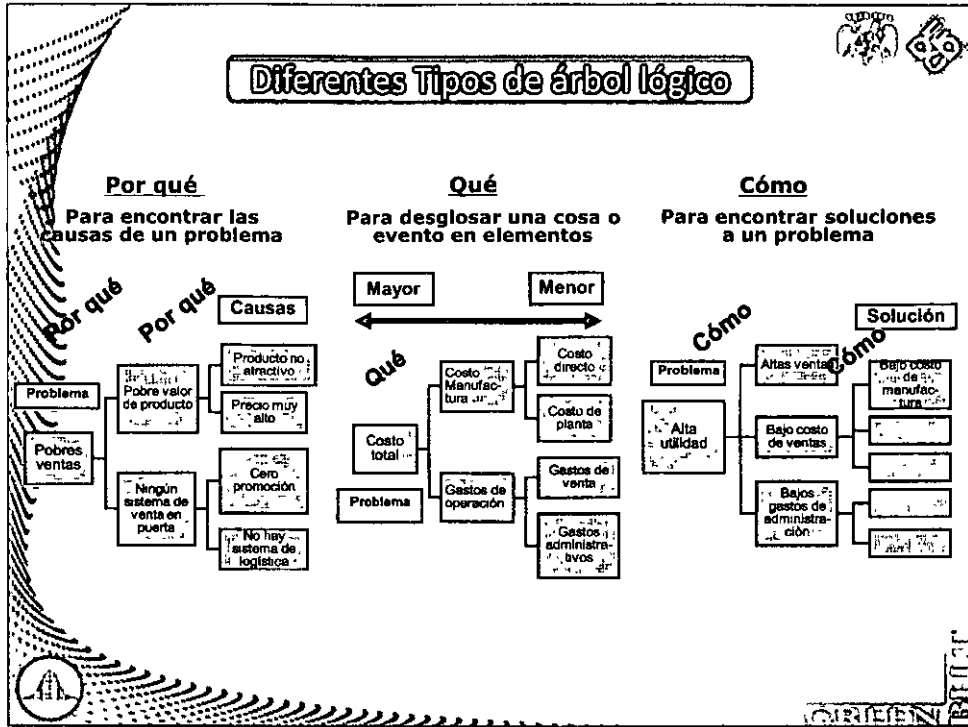 Diferentes Tipos de árbol lógico
Por qué
Para encontrar las
causas de un problema
Por qué
Por qué
Causas
Problema
Pobres
ventas
Pobre valor
de producto
Ningún
sistema de
venta en
puerta
Producto no
atractivo
Precio muy
alto
Cero
promoción
No hay
sistema de
logística
Qué
Para desglosar una cosa o
evento en elementos
Mayor
Menor
Qué
Costo
total
Problema
Costo
Manufac-
tura
Gastos de
operación
Costo
directo
Costo de
planta
Gastos de
venta
Gastos
administra-
tivos
Cómo
Para encontrar soluciones
a un problema
Cómo
Cómo
Solución
Problema
Alta
utilidad
Altas ventas
Bajo costo
de ventas
Bajos
gastos de
administra-
ción
Bajo costo
de
manufac-
tura
GREEN
BELT